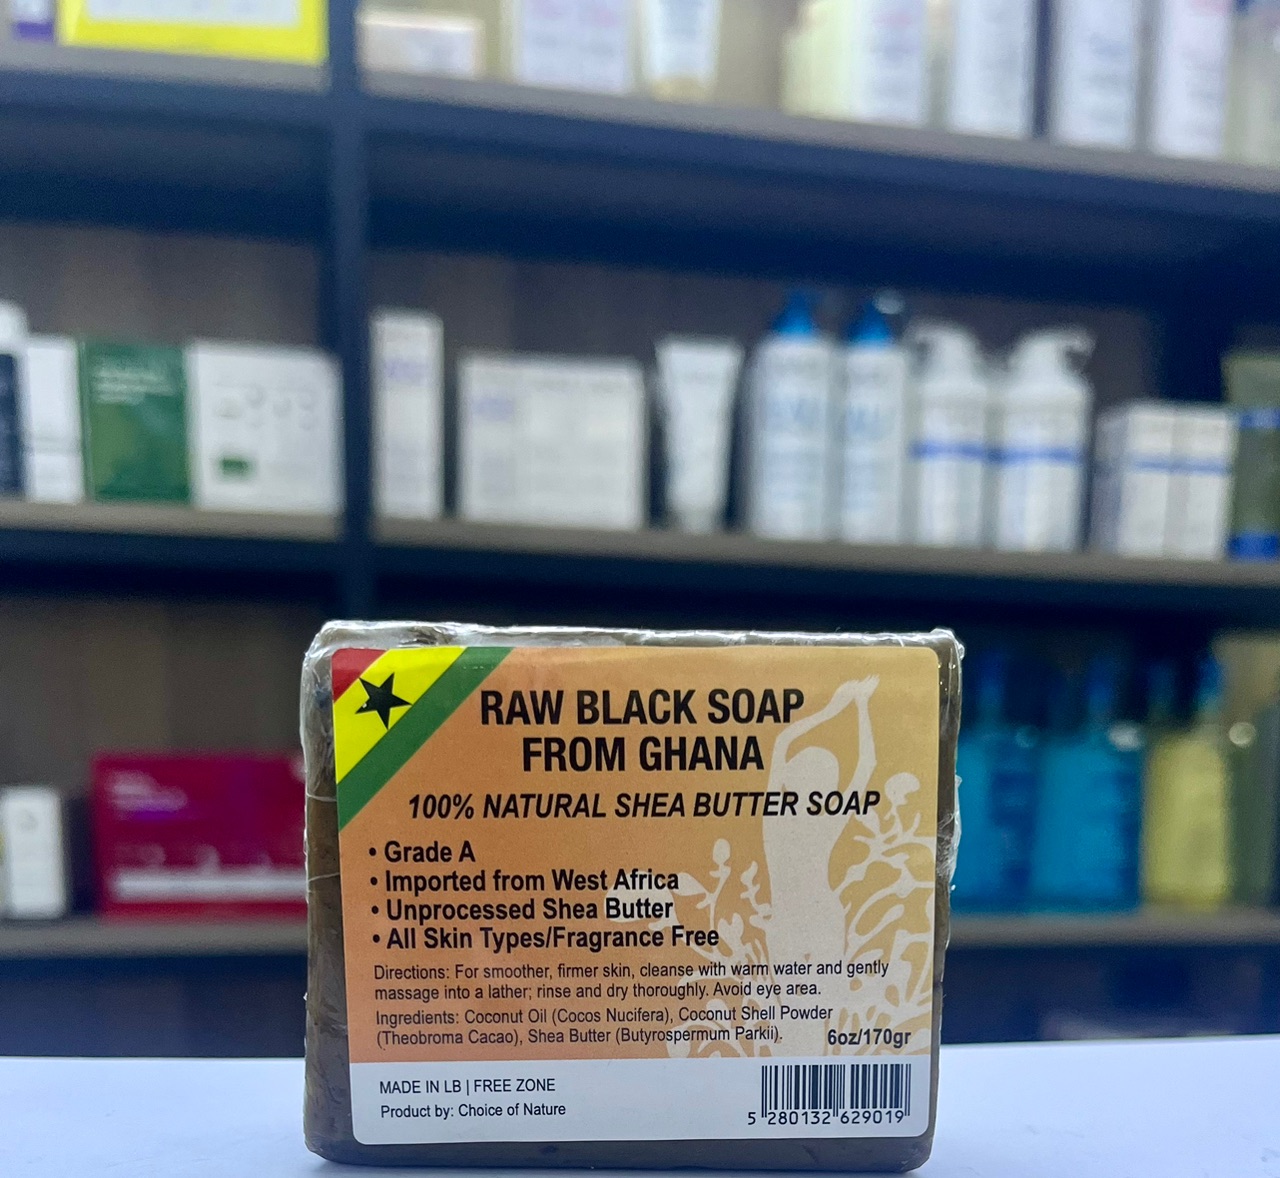 RAW BLACK SOAP
FROM GHANA
100% NATURAL SHEA BUTTER SOAP
• Grade A
• Imported from West Africa
• Unprocessed Shea Butter
• All Skin Types/Fragrance Free
Directions: For smoother, firmer skin, cleanse with warm water and gently
massage into a lather; rinse and dry thoroughly. Avoid eye area.
Ingredients: Coconut Oil (Cocos Nucifera), Coconut Shell Powder
(Theobroma Cacao), Shea Butter (Butyrospermum Parkii).
6oz/170gr
MADE IN LB | FREE ZONE
Product by: Choice of Nature
5 280132 629019